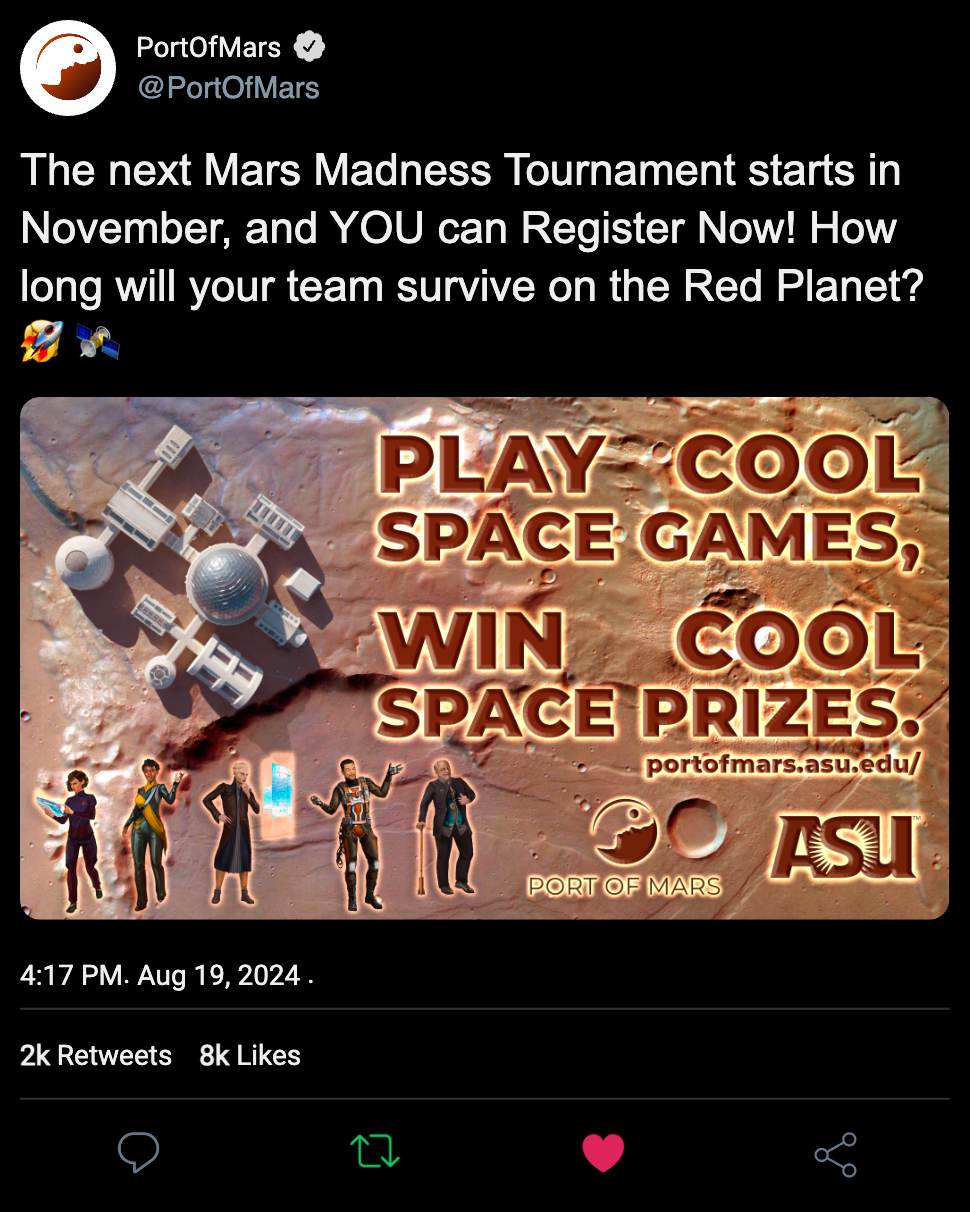 PortOfMars
@PortOfMars
The next Mars Madness Tournament starts in
November, and YOU can Register Now! How
long will your team survive on the Red Planet?
🚀 🛰️
PLAY COOL
SPACE GAMES,
WIN COOL
SPACE PRIZES.
portofmars.asu.edu/
PORT OF MARS
ASU™
4:17 PM. Aug 19, 2024 .
2k Retweets 8k Likes